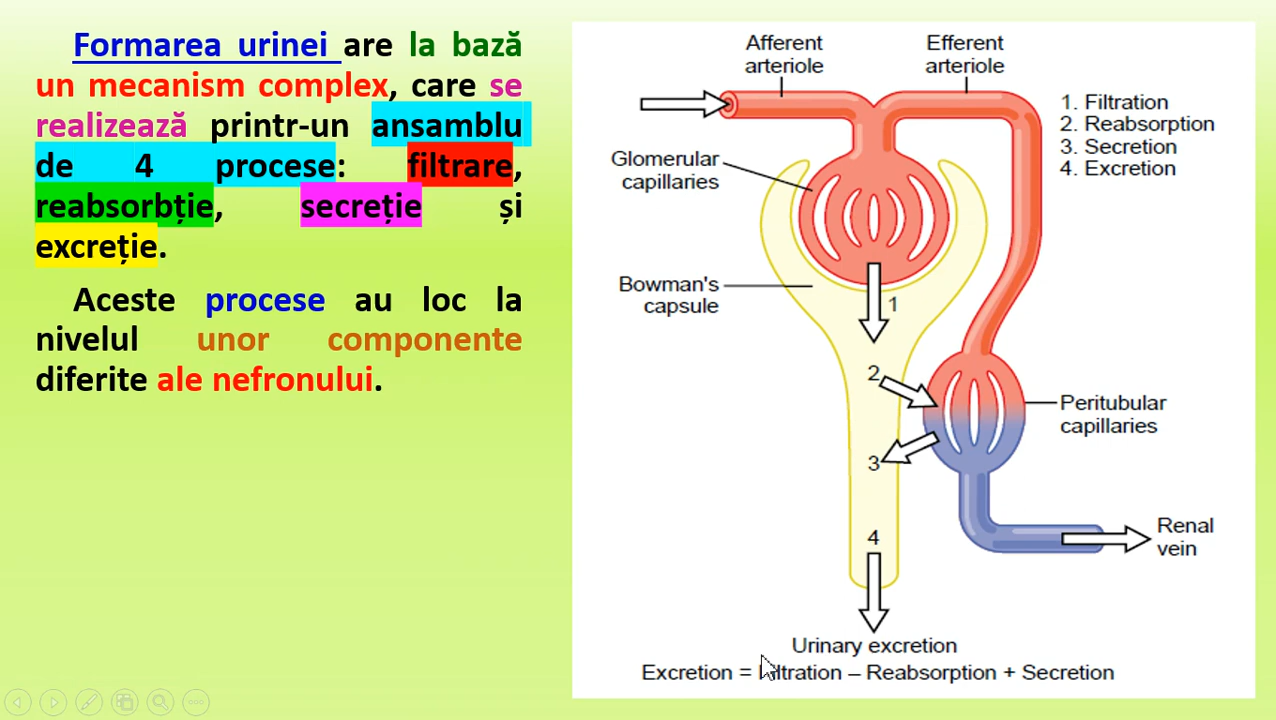 Formarea urinei are la bază
un mecanism complex, care se
realizează printr-un ansamblu
de 4 procese: filtrare,
reabsorbție, secreție și
excreție.
Aceste procese au loc la
nivelul unor componente
diferite ale nefronului.
Afferent
arteriole
Efferent
arteriole
1. Filtration
2. Reabsorption
3. Secretion
4. Excretion
Glomerular
capillaries
Bowman's
capsule
1
2
Peritubular
capillaries
3
4
Renal
vein
Urinary excretion
Excretion = Filtration – Reabsorption + Secretion